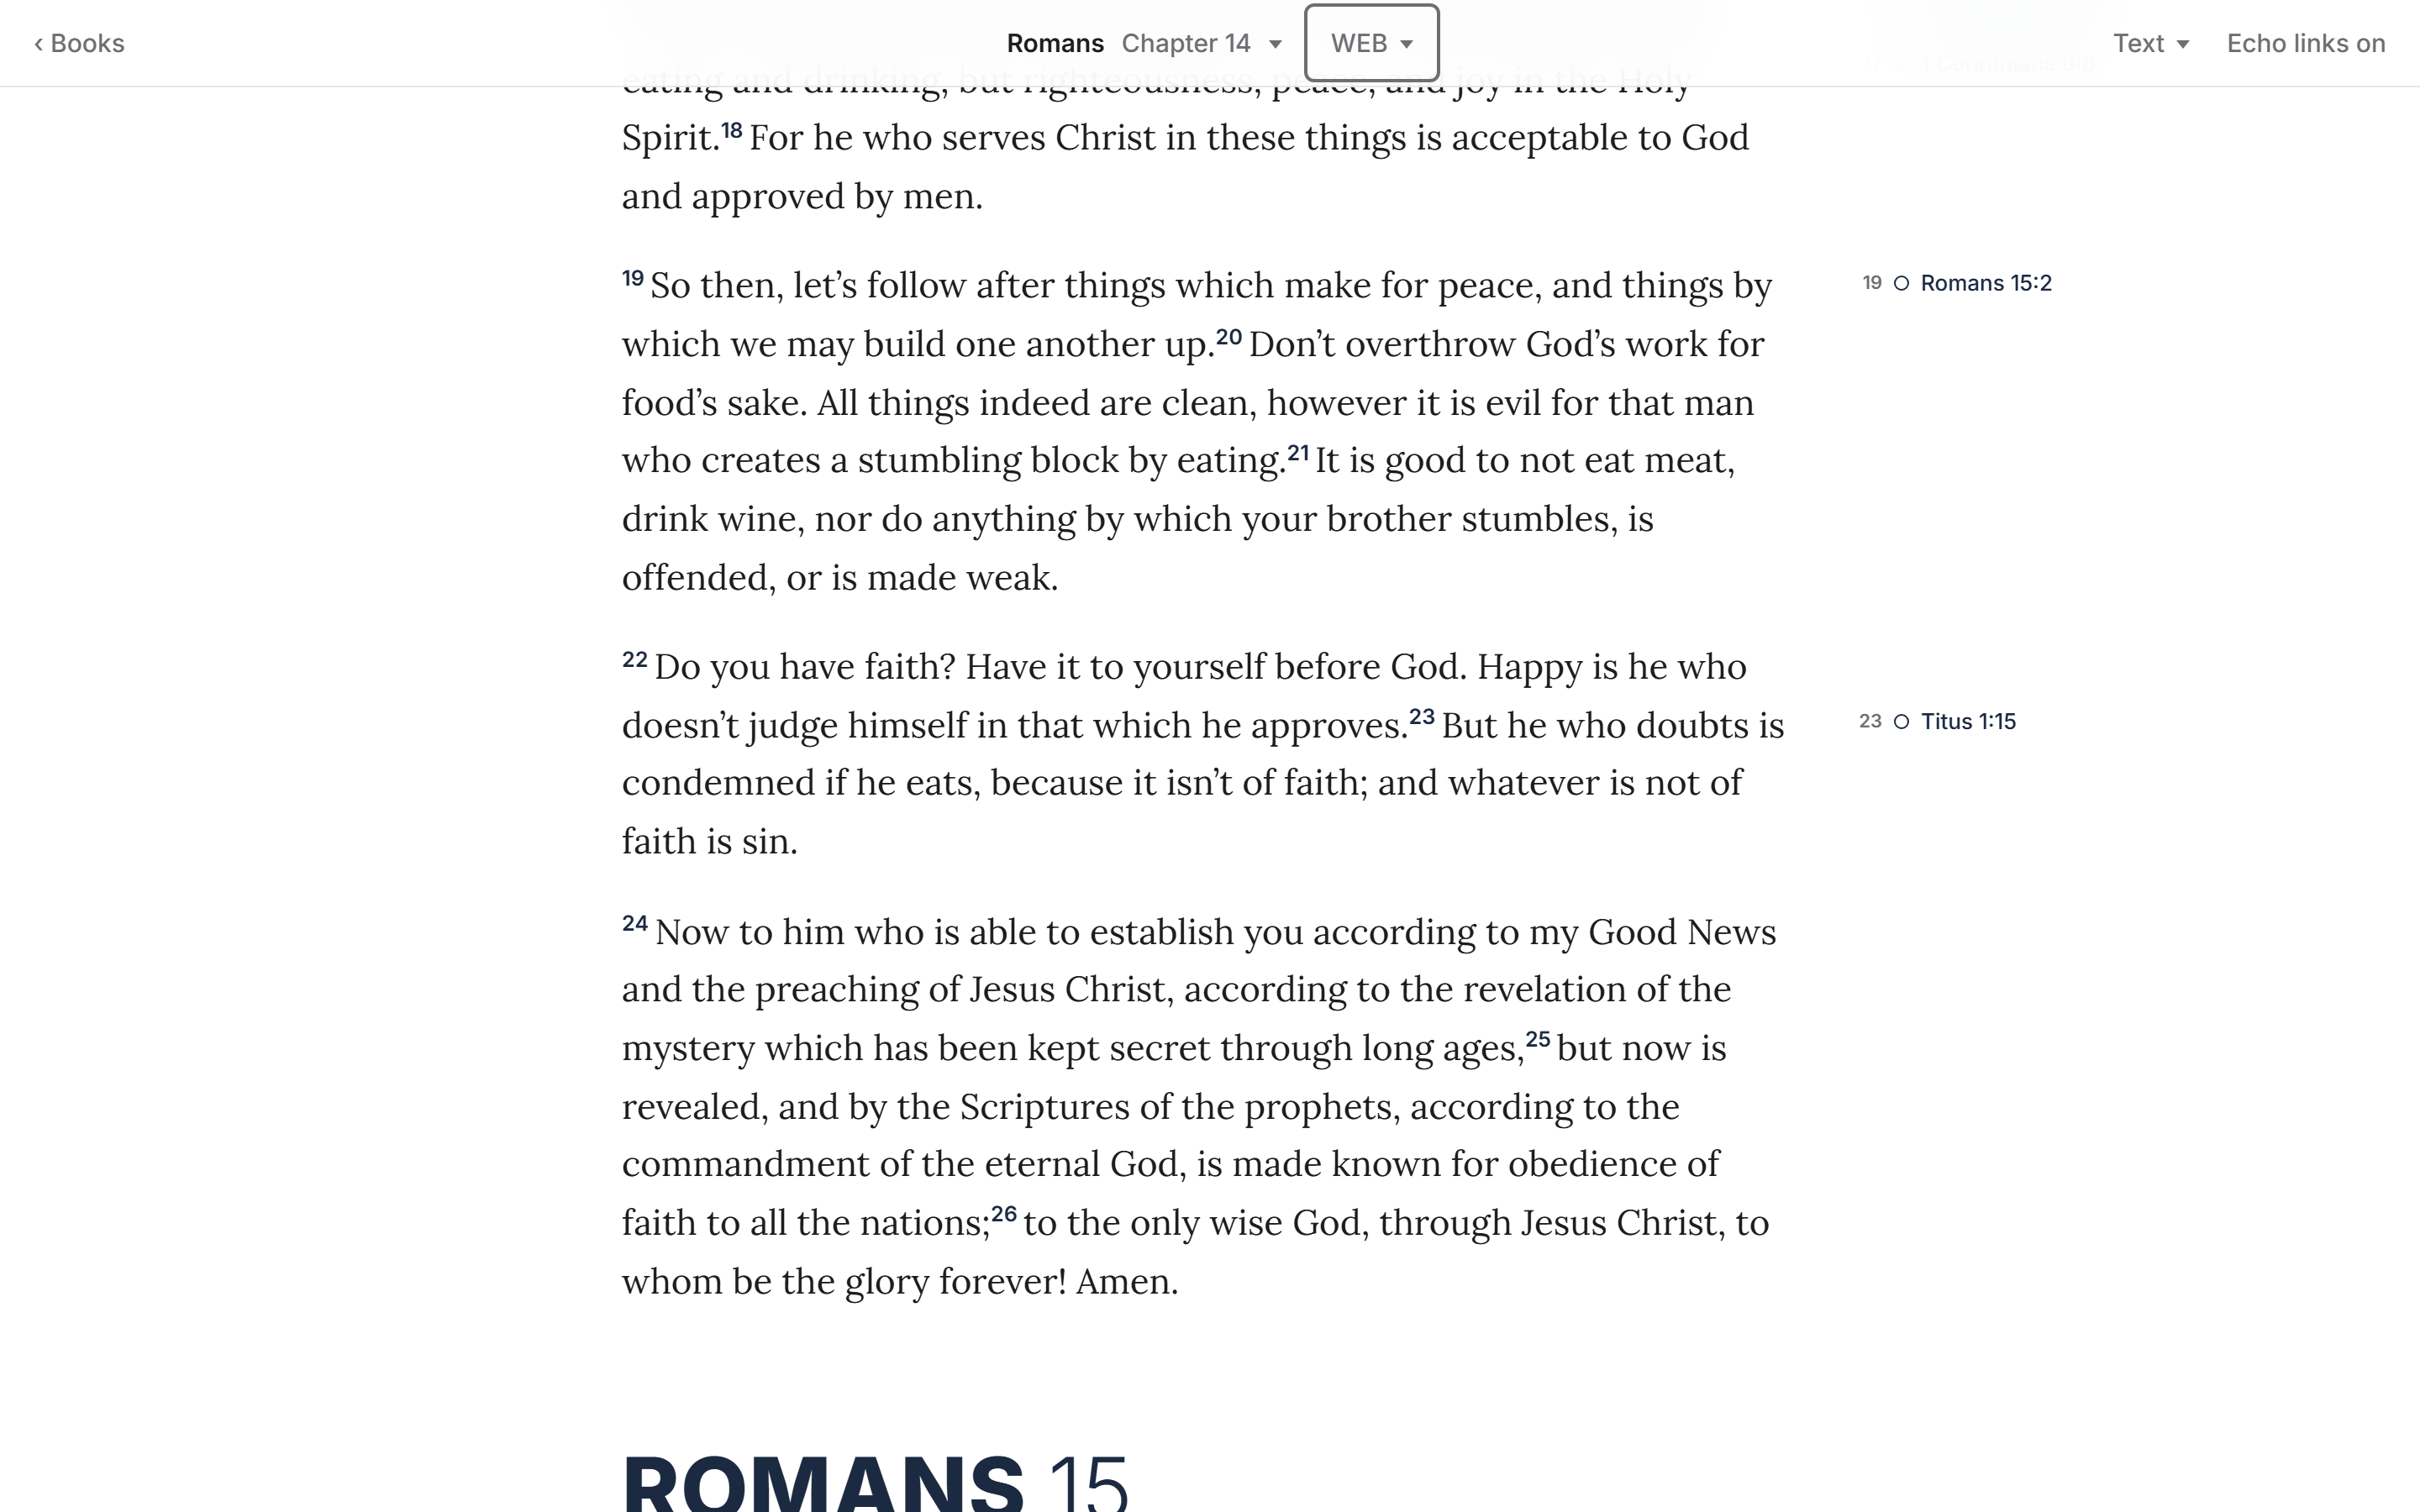 ‹ Books
Romans Chapter 14 ▾ WEB ▾
Text ▾ Echo links on
eating and drinking, but righteousness, peace, and joy in the Holy
Spirit.18 For he who serves Christ in these things is acceptable to God
and approved by men.
19 So then, let’s follow after things which make for peace, and things by
19 Romans 15:2
which we may build one another up.20 Don’t overthrow God’s work for
food’s sake. All things indeed are clean, however it is evil for that man
who creates a stumbling block by eating.21 It is good to not eat meat,
drink wine, nor do anything by which your brother stumbles, is
offended, or is made weak.
22 Do you have faith? Have it to yourself before God. Happy is he who
doesn’t judge himself in that which he approves.23 But he who doubts is
23 Titus 1:15
condemned if he eats, because it isn’t of faith; and whatever is not of
faith is sin.
24 Now to him who is able to establish you according to my Good News
and the preaching of Jesus Christ, according to the revelation of the
mystery which has been kept secret through long ages,25 but now is
revealed, and by the Scriptures of the prophets, according to the
commandment of the eternal God, is made known for obedience of
faith to all the nations;26 to the only wise God, through Jesus Christ, to
whom be the glory forever! Amen.
ROMANS 15